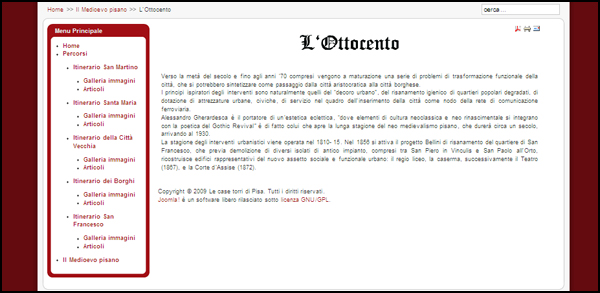 Home >> Il Medioevo pisano >> L'Ottocento
cerca...
Menu Principale
Home
Percorsi
Itinerario San Martino
Galleria immagini
Articoli
Itinerario Santa Maria
Galleria immagini
Articoli
Itinerario della Città
Vecchia
Galleria immagini
Articoli
Itinerario dei Borghi
Galleria immagini
Articoli
Itinerario San
Francesco
Galleria immagini
Articoli
Il Medioevo pisano
L'Ottocento
Verso la metà del secolo e fino agli anni '70 compresi vengono a maturazione una serie di problemi di trasformazione funzionale della
città, che si potrebbero sintetizzare come passaggio dalla città aristocratica alla città borghese.
I principi ispiratori degli interventi sono naturalmente quelli del "decoro urbano", del risanamento igienico di quartieri popolari degradati, di
dotazione di attrezzature urbane, civiche, di servizio nel quadro dell'inserimento della città come nodo della rete di comunicazione
ferroviaria.
Alessandro Gherardesca è il portatore di un'estetica eclettica, "dove elementi di cultura neoclassica e neo rinascimentale si integrano
con la poetica del Gothic Revival" è di fatto colui che apre la lunga stagione del neo medievalismo pisano, che durerà circa un secolo,
arrivando al 1930.
La stagione degli interventi urbanistici viene operata nel 1810-15. Nel 1855 si attiva il progetto Bellini di risanamento del quartiere di San
Francesco, che previa demolizione di diversi isolati di antico impianto, compresi tra San Piero in Vinculis e San Paolo all'Orto,
ricostruisce edifici rappresentativi del nuovo assetto sociale e funzionale urbano: il regio liceo, la caserma, successivamente il Teatro
(1867), e la Corte d'Assise (1872).
Copyright © 2009 Le case torri di Pisa. Tutti i diritti riservati.
Joomla! è un software libero rilasciato sotto licenza GNU/GPL.